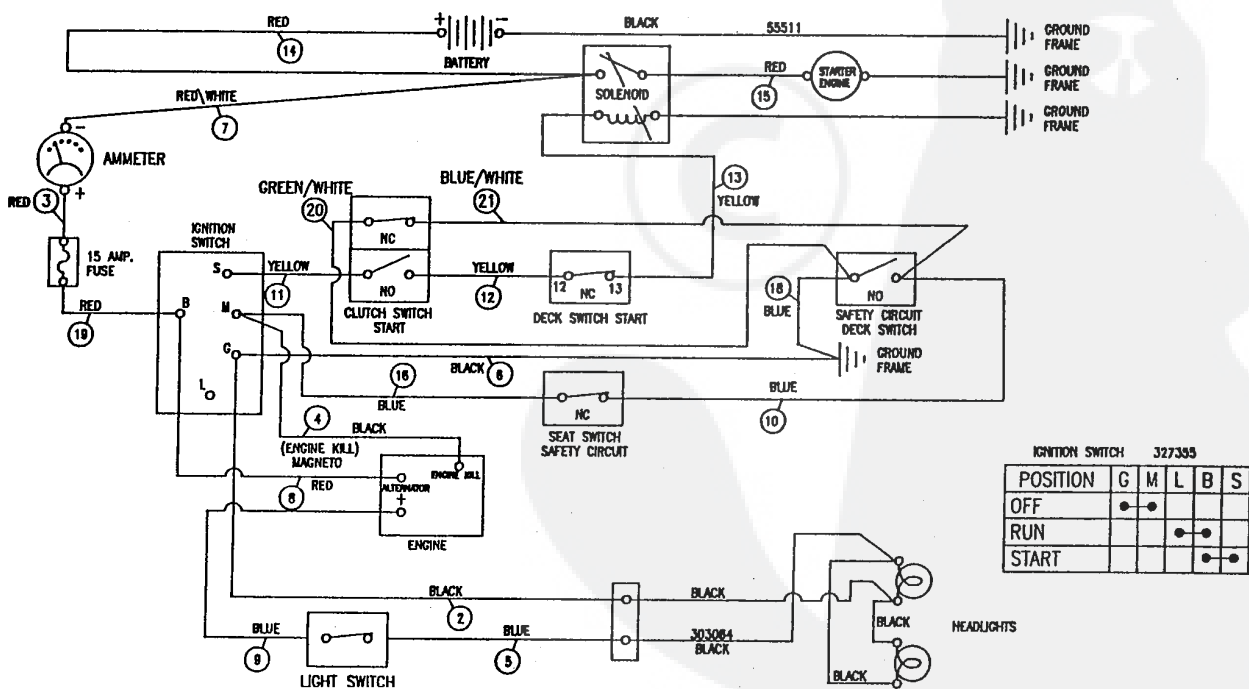 RED
14
+
-
BATTERY
BLACK
55511
GROUND
FRAME
RED
15
STARTER
ENGINE
GROUND
FRAME
SOLENOID
GROUND
FRAME
RED\WHITE
7
-
AMMETER
+
RED 3
15 AMP.
FUSE
RED
19
GREEN/WHITE
20
BLUE/WHITE
21
13
YELLOW
IGNITION
SWITCH
S
B
M
G
L
YELLOW
11
NC
NO
CLUTCH SWITCH
START
YELLOW
12
12
13
NC
DECK SWITCH START
18
BLUE
NO
SAFETY CIRCUIT
DECK SWITCH
GROUND
FRAME
BLACK 6
16
BLUE
NC
SEAT SWITCH
SAFETY CIRCUIT
BLUE
10
4
BLACK
(ENGINE KILL)
MAGNETO
ENGINE KILL
ALTERNATOR
+
ENGINE
8 RED
BLACK
2
BLUE
9
LIGHT SWITCH
BLUE
5
BLACK
303064
BLACK
BLACK
BLACK
HEADLIGHTS
IGNITION SWITCH 327355
POSITION G M L B S
OFF
RUN
START
©